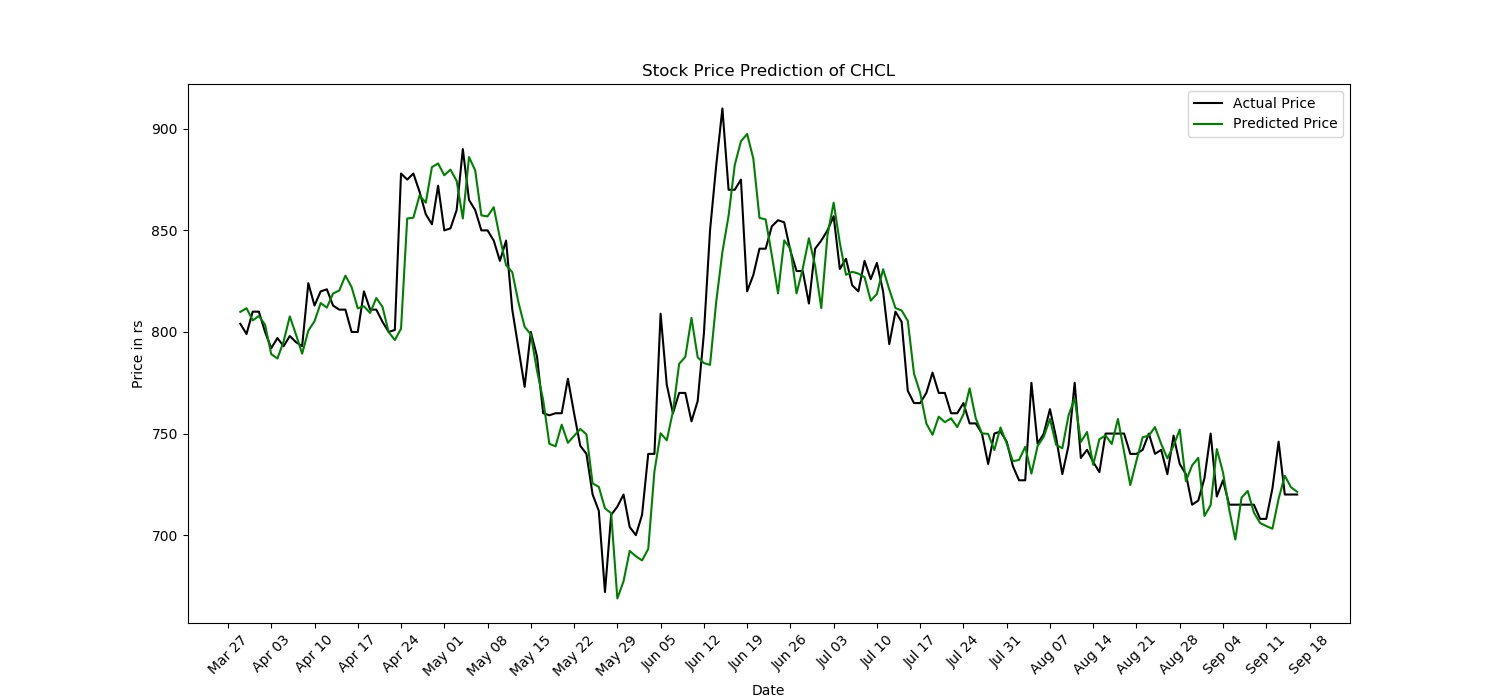 Stock Price Prediction of CHCL
Actual Price
Predicted Price
Price in rs
900
850
800
750
700
Mar 27
Apr 03
Apr 10
Apr 17
Apr 24
May 01
May 08
May 15
May 22
May 29
Jun 05
Jun 12
Jun 19
Jun 26
Jul 03
Jul 10
Jul 17
Jul 24
Jul 31
Aug 07
Aug 14
Aug 21
Aug 28
Sep 04
Sep 11
Sep 18
Date